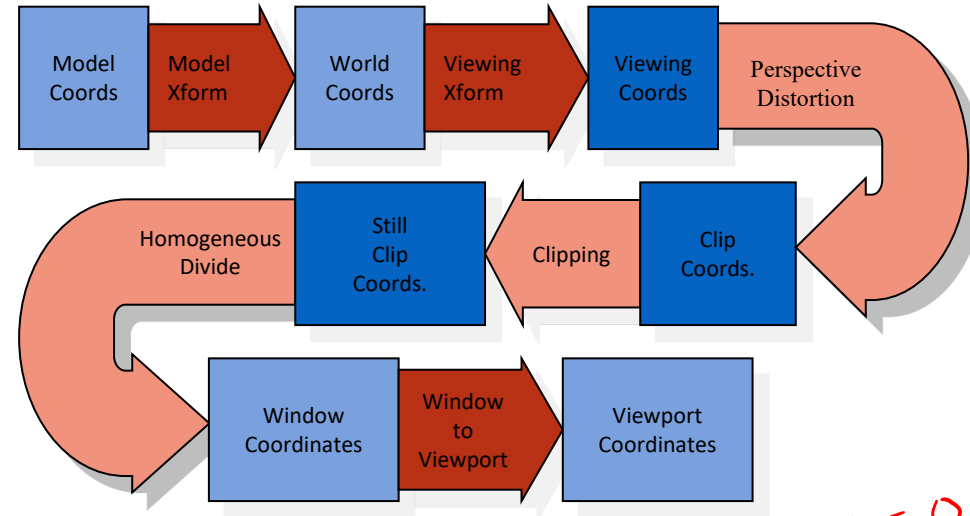 Model
Coords
Model
Xform
World
Coords
Viewing
Xform
Viewing
Coords
Perspective
Distortion
Clip
Coords.
Clipping
Still
Clip
Coords.
Homogeneous
Divide
Window
Coordinates
Window
to
Viewport
Viewport
Coordinates